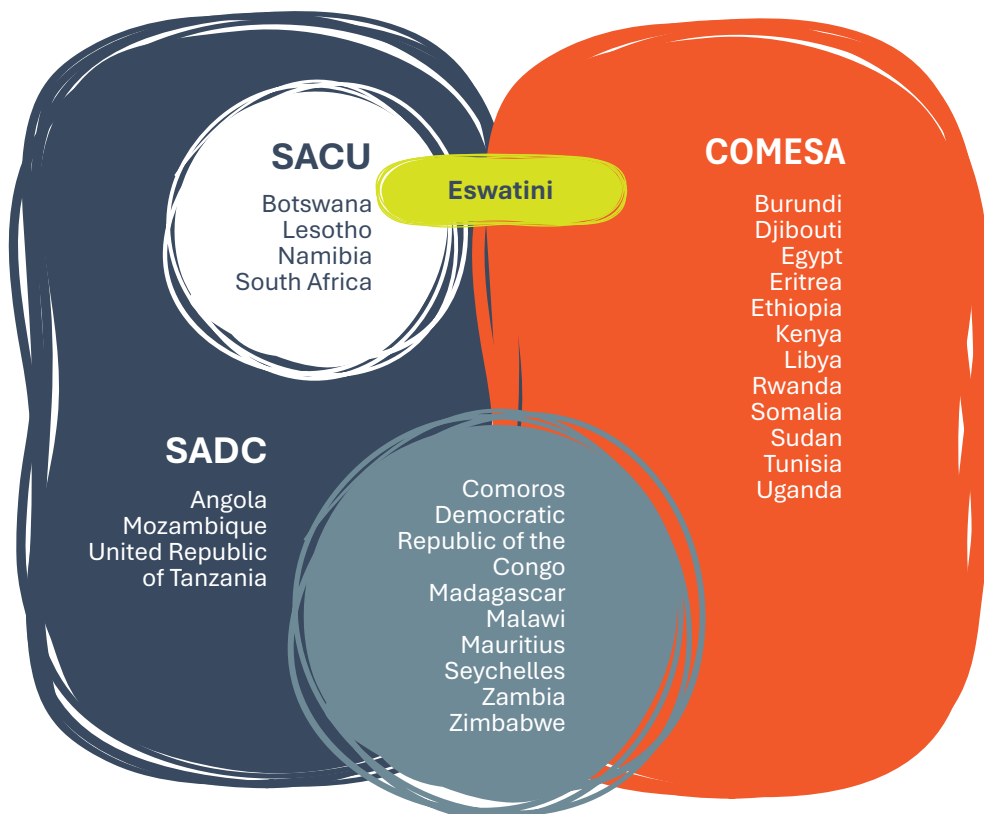 SACU
Botswana
Lesotho
Namibia
South Africa
Eswatini
COMESA
Burundi
Djibouti
Egypt
Eritrea
Ethiopia
Kenya
Libya
Rwanda
Somalia
Sudan
Tunisia
Uganda
SADC
Angola
Mozambique
United Republic
of Tanzania
Comoros
Democratic
Republic of the
Congo
Madagascar
Malawi
Mauritius
Seychelles
Zambia
Zimbabwe